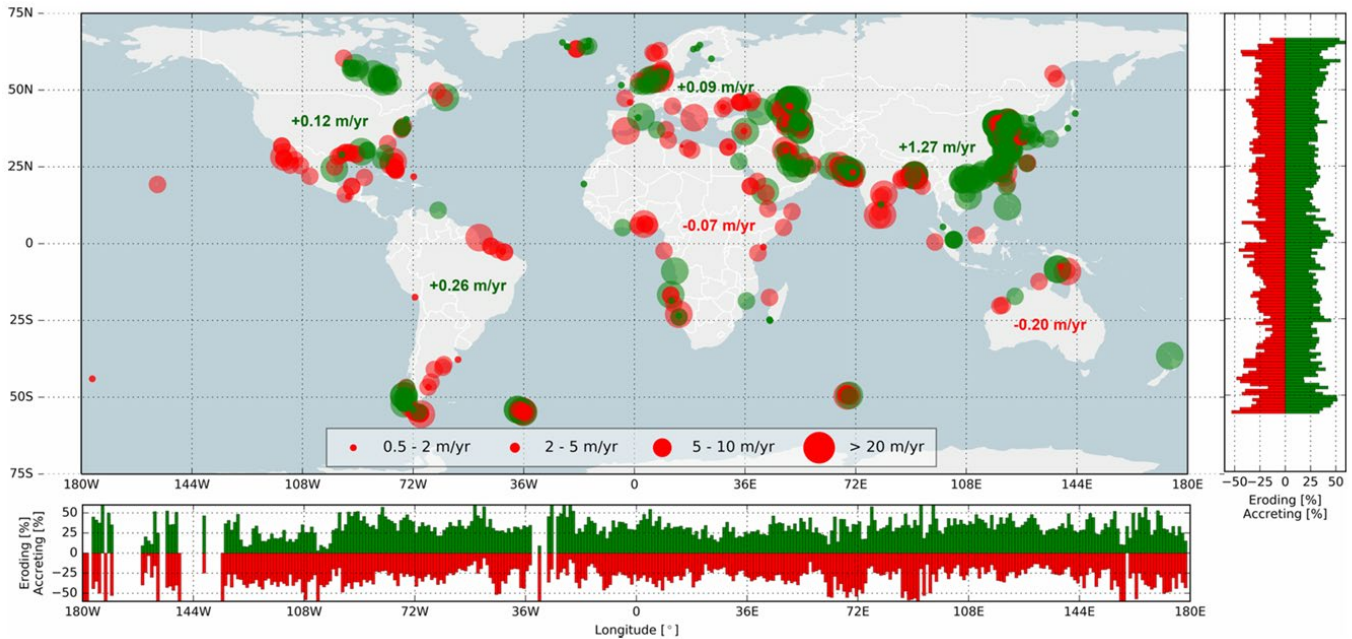 75N
50N
25N
0
25S
50S
75S
+0.12 m/yr
+0.09 m/yr
+1.27 m/yr
-0.07 m/yr
+0.26 m/yr
-0.20 m/yr
0.5 - 2 m/yr 2 - 5 m/yr 5 - 10 m/yr > 20 m/yr
180W 144W 108W 72W 36W 0 36E 72E 108E 144E 180E
−50 −25 0 25 50
Eroding [%]
Accreting [%]
Eroding [%]
Accreting [%]
50
25
0
−25
−50
180W 144W 108W 72W 36W 0 36E 72E 108E 144E 180E
Longitude [°]